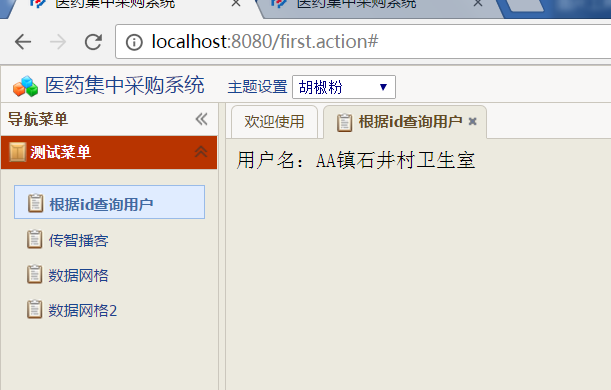 医药集中采购系统 医药集中采购系统
localhost:8080/first.action#
医药集中采购系统 主题设置 胡椒粉
导航菜单 欢迎使用 根据id查询用户
测试菜单
用户名：AA镇石井村卫生室
根据id查询用户
传智播客
数据网格
数据网格2